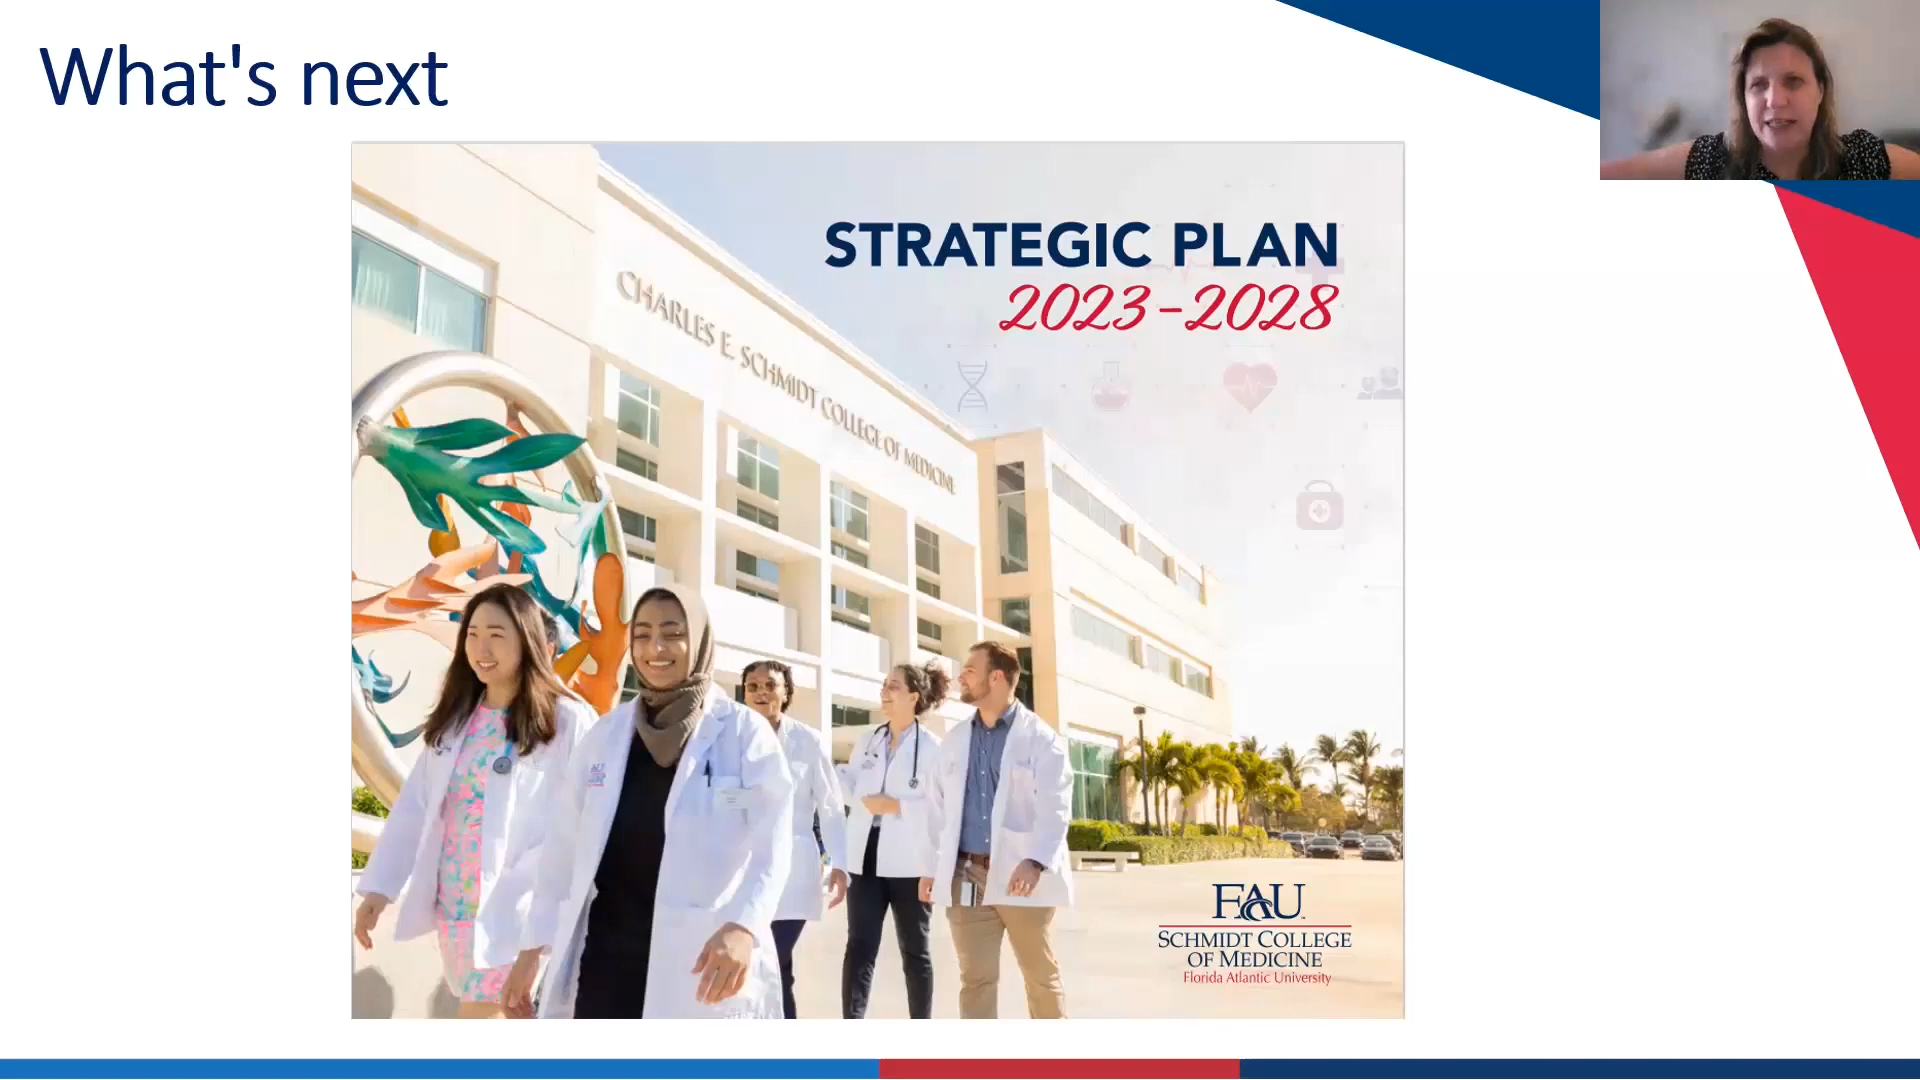 What's next
STRATEGIC PLAN
2023-2028
CHARLES E. SCHMIDT COLLEGE OF MEDICINE
FAU
SCHMIDT COLLEGE
OF MEDICINE
Florida Atlantic University